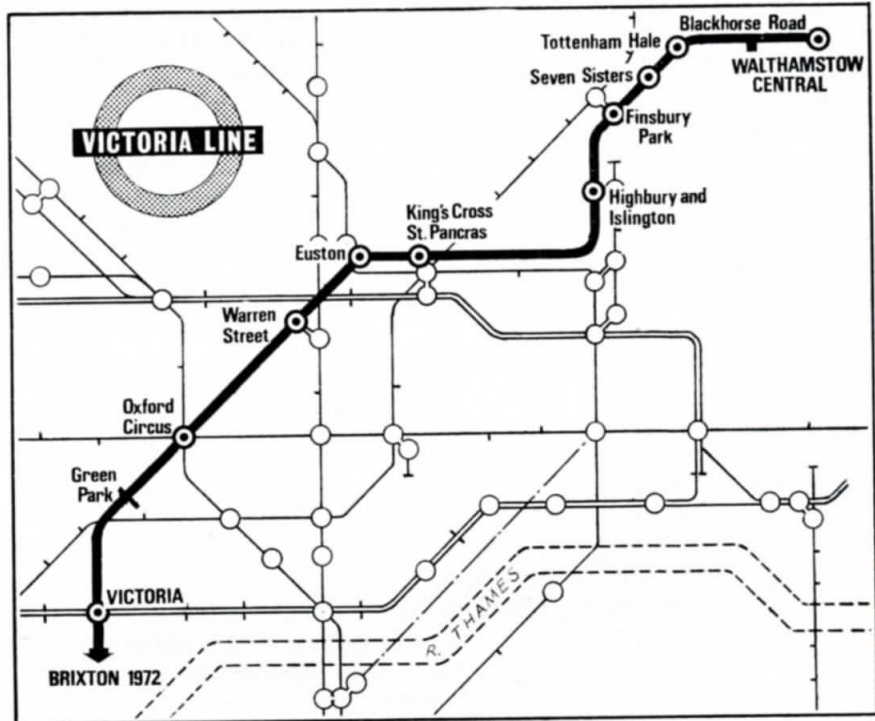 Blackhorse Road
Tottenham Hale
WALTHAMSTOW
CENTRAL
Seven Sisters
Finsbury
Park
VICTORIA LINE
Highbury and
Islington
King's Cross
St. Pancras
Euston
Warren
Street
Oxford
Circus
Green
Park
VICTORIA
R. THAMES
BRIXTON 1972